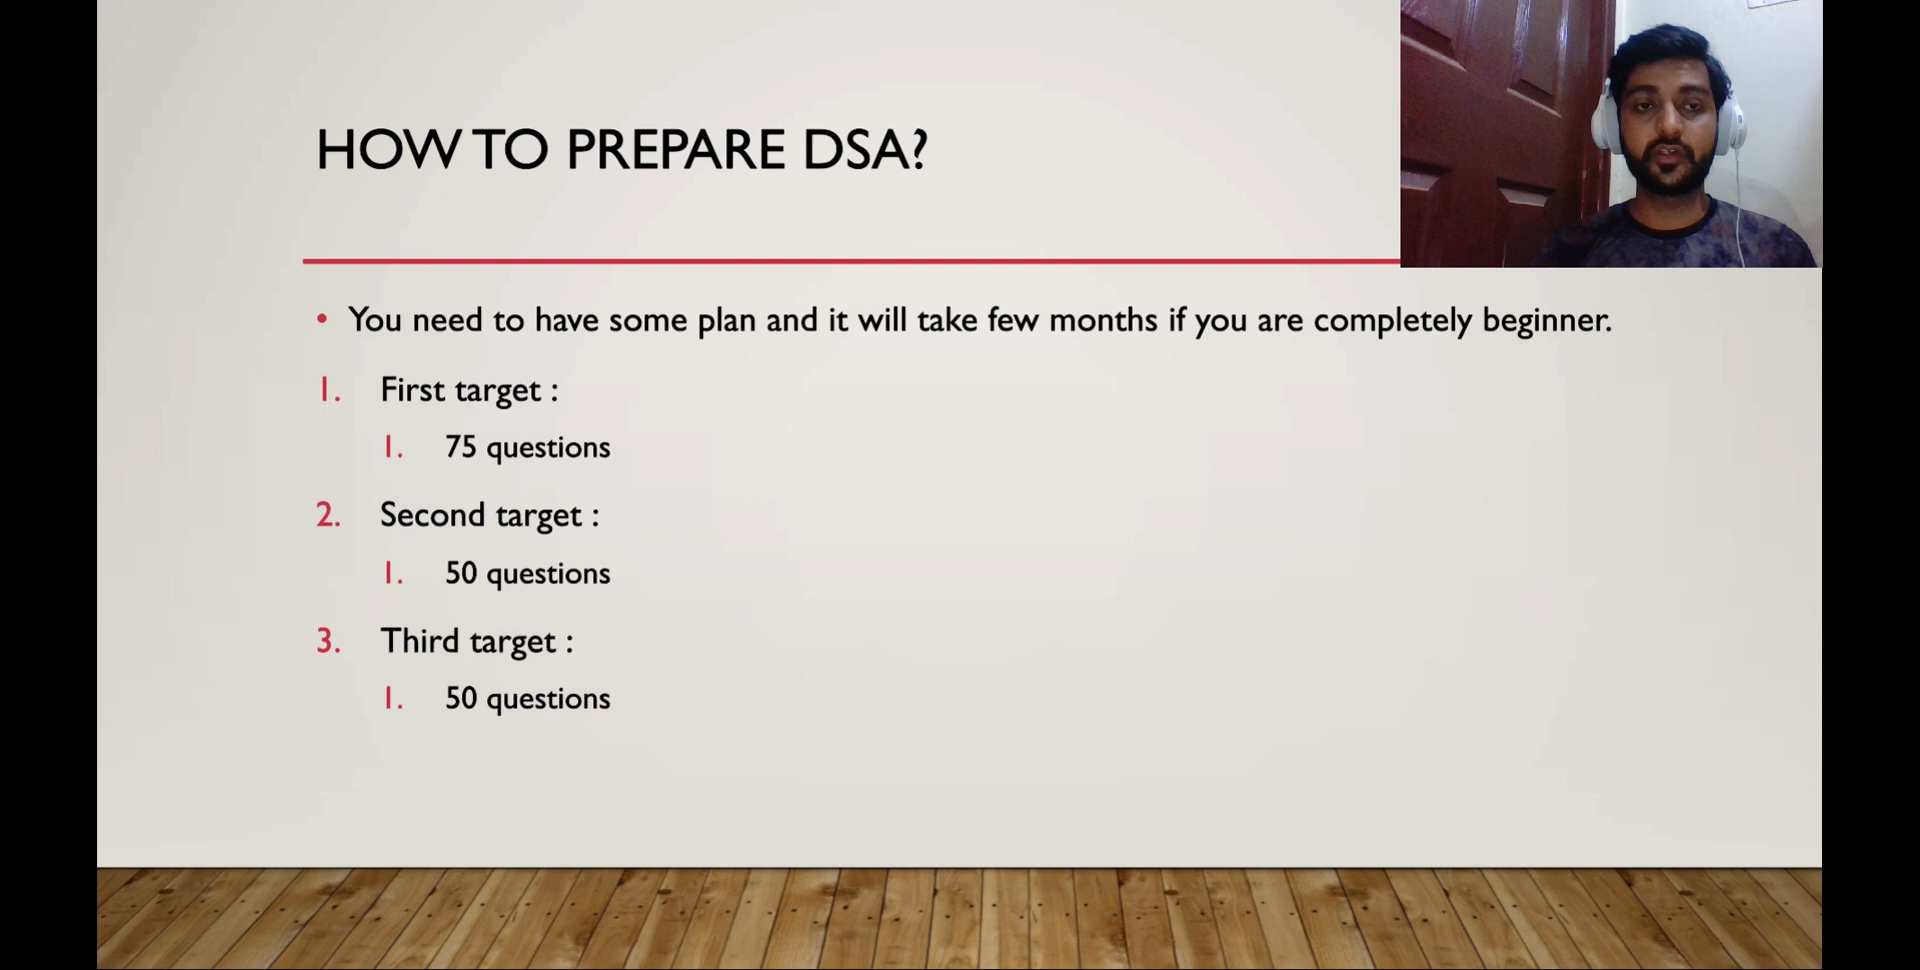 HOW TO PREPARE DSA?
• You need to have some plan and it will take few months if you are completely beginner.
1. First target :
1. 75 questions
2. Second target :
1. 50 questions
3. Third target :
1. 50 questions